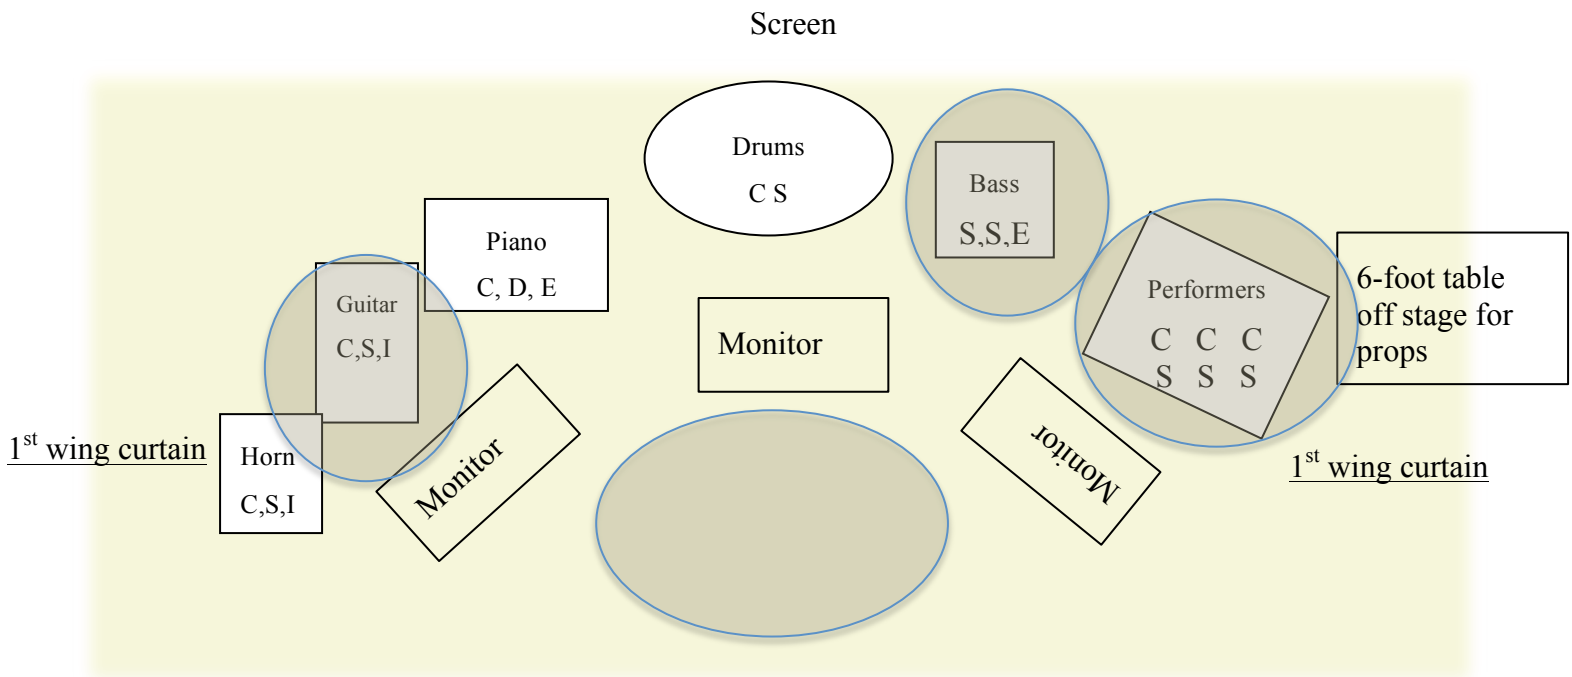 Screen
Drums
C S
Bass
S,S,E
Piano
C, D, E
Guitar
C,S,I
Performers
C C C
S S S
6-foot table
off stage for
props
Monitor
1st wing curtain
Horn
C,S,I
Monitor
Monitor
1st wing curtain